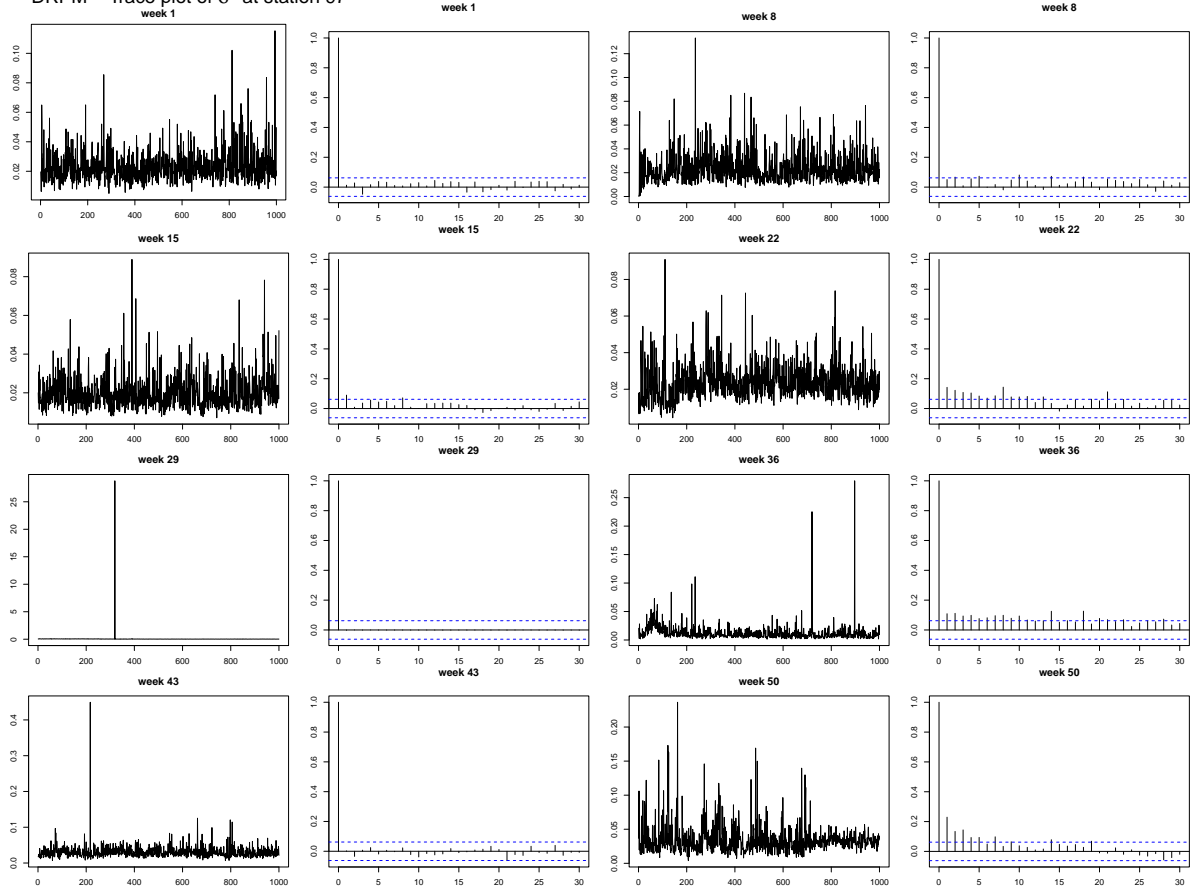 Trace plot of at station
week 1
0.02 0.04 0.06 0.08 0.10
0 200 400 600 800 1000
week 1
0.0 0.2 0.4 0.6 0.8 1.0
0 5 10 15 20 25 30
week 8
0.00 0.02 0.04 0.06 0.08 0.10 0.12
0 200 400 600 800 1000
week 8
0.0 0.2 0.4 0.6 0.8 1.0
0 5 10 15 20 25 30
week 15
0.02 0.04 0.06 0.08
0 200 400 600 800 1000
week 15
0.0 0.2 0.4 0.6 0.8 1.0
0 5 10 15 20 25 30
week 22
0.02 0.04 0.06 0.08
0 200 400 600 800 1000
week 22
0.0 0.2 0.4 0.6 0.8 1.0
0 5 10 15 20 25 30
week 29
0 5 10 15 20 25
0 200 400 600 800 1000
week 29
0.0 0.2 0.4 0.6 0.8 1.0
0 5 10 15 20 25 30
week 36
0.00 0.05 0.10 0.15 0.20 0.25
0 200 400 600 800 1000
week 36
0.0 0.2 0.4 0.6 0.8 1.0
0 5 10 15 20 25 30
week 43
0.0 0.1 0.2 0.3 0.4
0 200 400 600 800 1000
week 43
0.0 0.2 0.4 0.6 0.8 1.0
0 5 10 15 20 25 30
week 50
0.00 0.05 0.10 0.15 0.20
0 200 400 600 800 1000
week 50
0.0 0.2 0.4 0.6 0.8 1.0
0 5 10 15 20 25 30